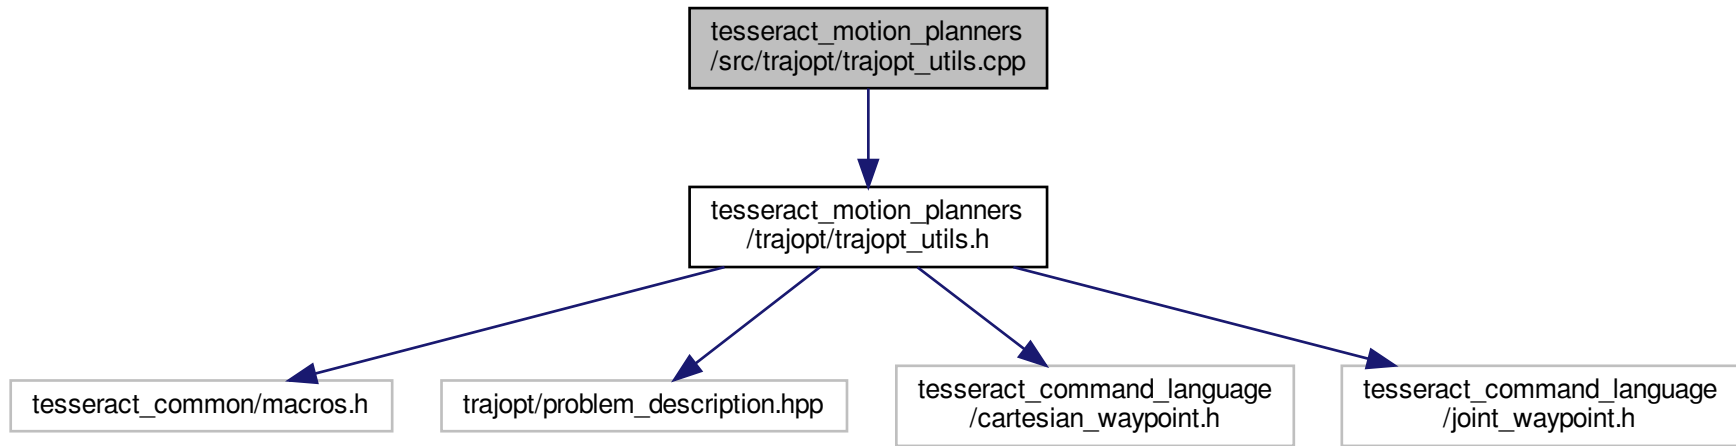 tesseract_motion_planners
/src/trajopt/trajopt_utils.cpp
tesseract_motion_planners
/trajopt/trajopt_utils.h
tesseract_common/macros.h
trajopt/problem_description.hpp
tesseract_command_language
/cartesian_waypoint.h
tesseract_command_language
/joint_waypoint.h